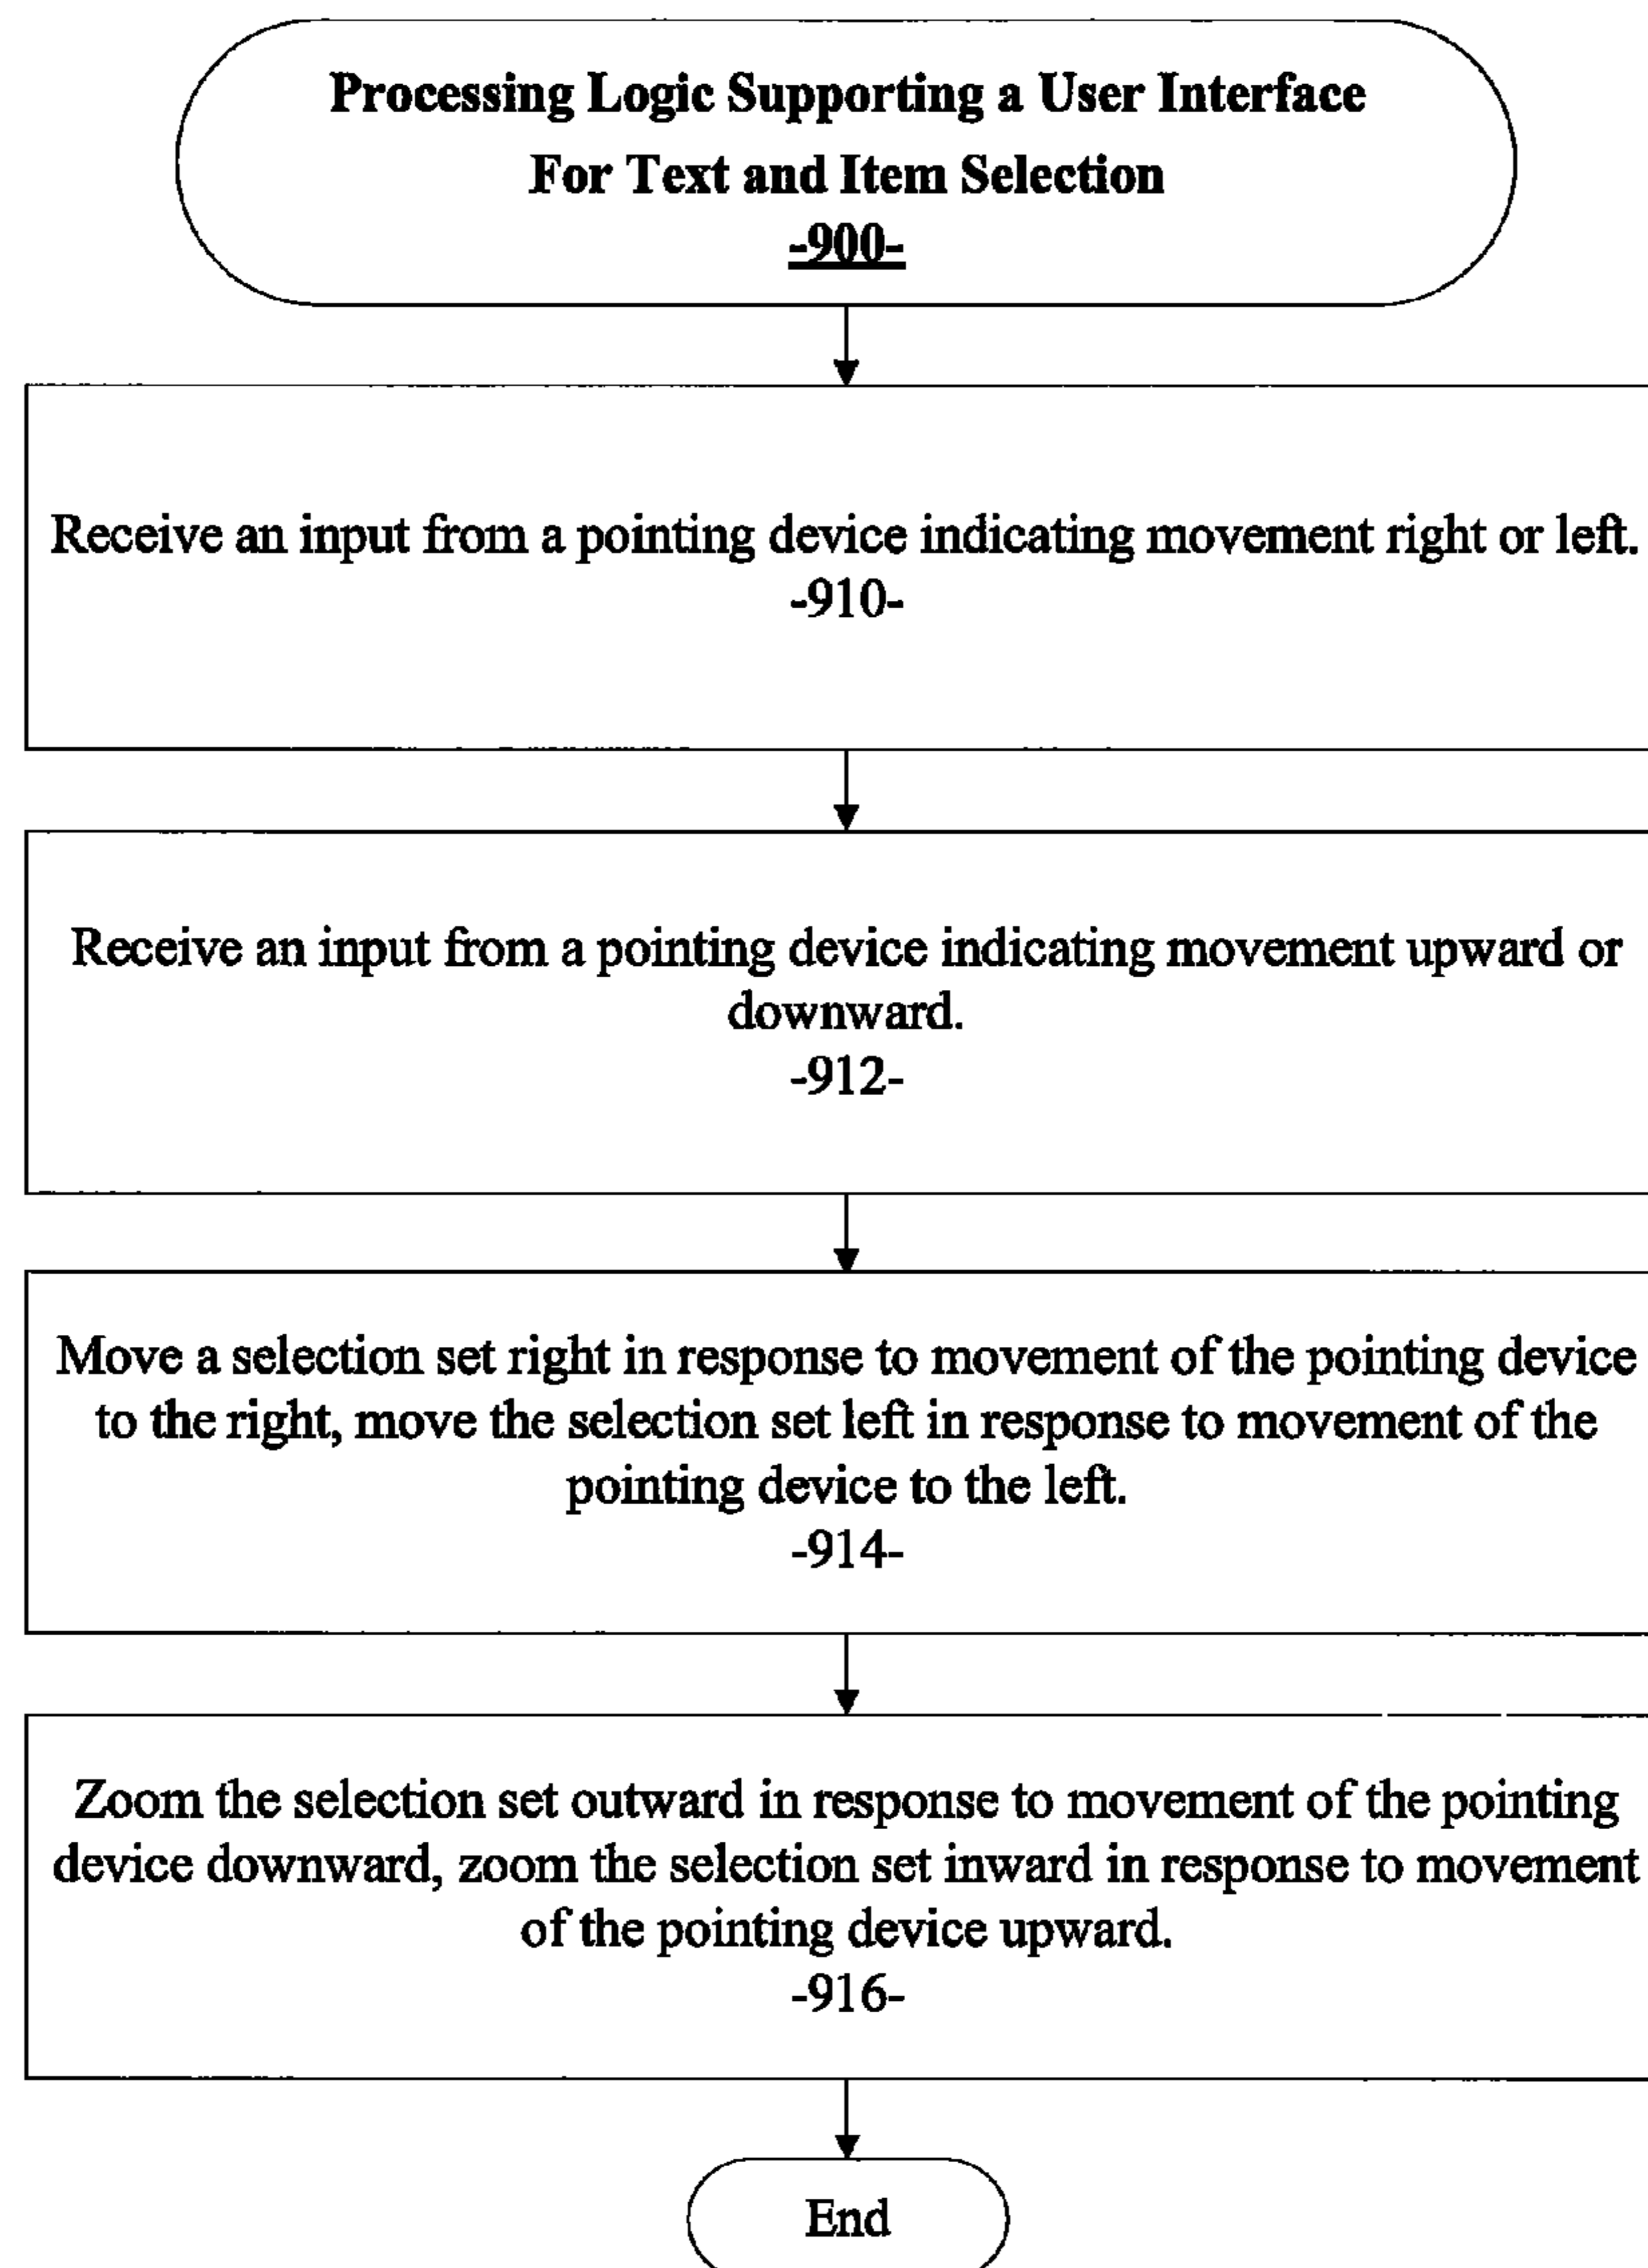 Processing Logic Supporting a User Interface
For Text and Item Selection
-900-
Receive an input from a pointing device indicating movement right or left.
-910-
Receive an input from a pointing device indicating movement upward or
downward.
-912-
Move a selection set right in response to movement of the pointing device
to the right, move the selection set left in response to movement of the
pointing device to the left.
-914-
Zoom the selection set outward in response to movement of the pointing
device downward, zoom the selection set inward in response to movement
of the pointing device upward.
-916-
End